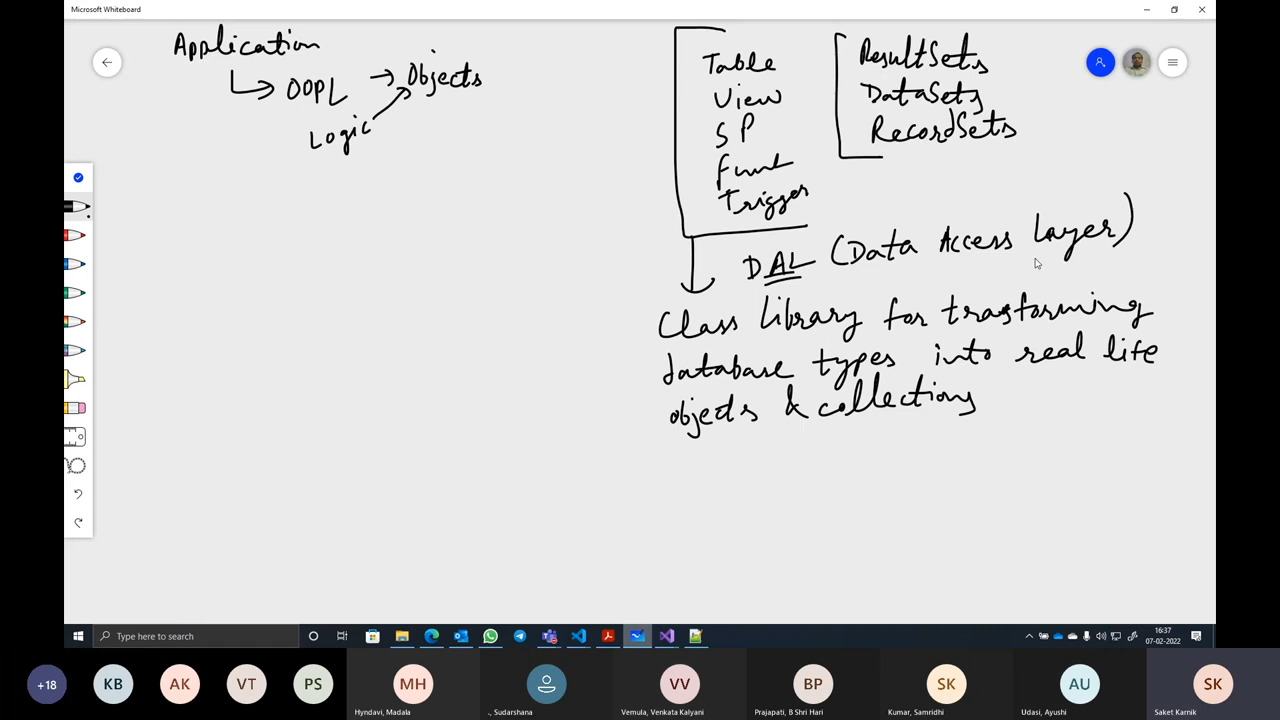 Microsoft Whiteboard
Application
OOPL → Objects
Logic
Table
View
SP
Funct
Trigger
ResultSets
DataSets
RecordSets
DAL (Data Access Layer)
Class library for transforming
database types into real life
objects & collections
Type here to search
16:37
07-02-2022
+18
KB
AK
VT
PS
MH
Hyndavi, Madala
., Sudarshana
VV
Vemula, Venkata Kalyani
BP
Prajapati, B Shri Hari
SK
Kumar, Samridhi
AU
Udasi, Ayushi
SK
Saket Karnik